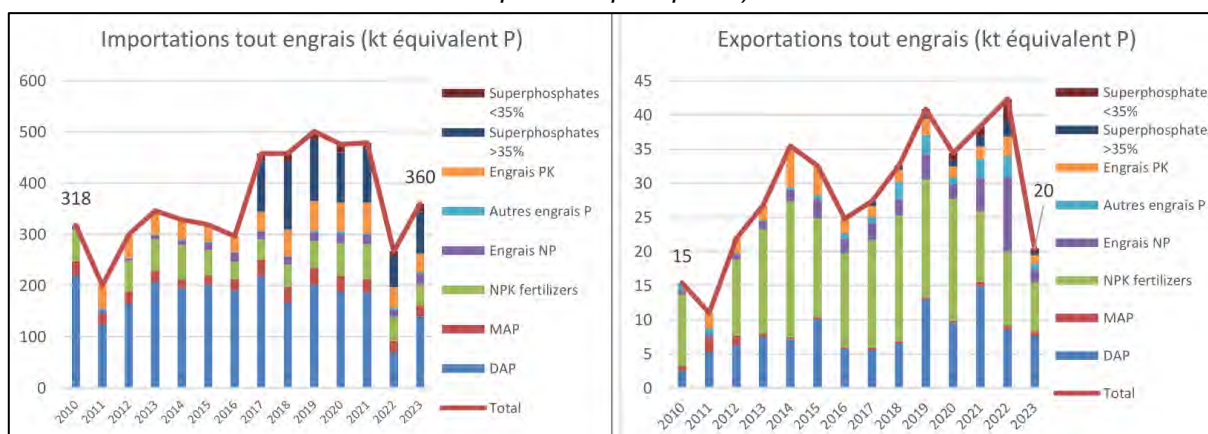 Importations tout engrais (kt équivalent P)
600
500
400
300
200
100
0
318
360
2010
2011
2012
2013
2014
2015
2016
2017
2018
2019
2020
2021
2022
2023
Superphosphates
<35%
Superphosphates
>35%
Engrais PK
Autres engrais P
Engrais NP
NPK fertilizers
MAP
DAP
Total
Exportations tout engrais (kt équivalent P)
45
40
35
30
25
20
15
10
5
0
15
20
2010
2011
2012
2013
2014
2015
2016
2017
2018
2019
2020
2021
2022
2023
Superphosphate
<35%
Superphosphate
>35%
Engrais PK
Autres engrais P
Engrais NP
NPK fertilizers
MAP
DAP
Total